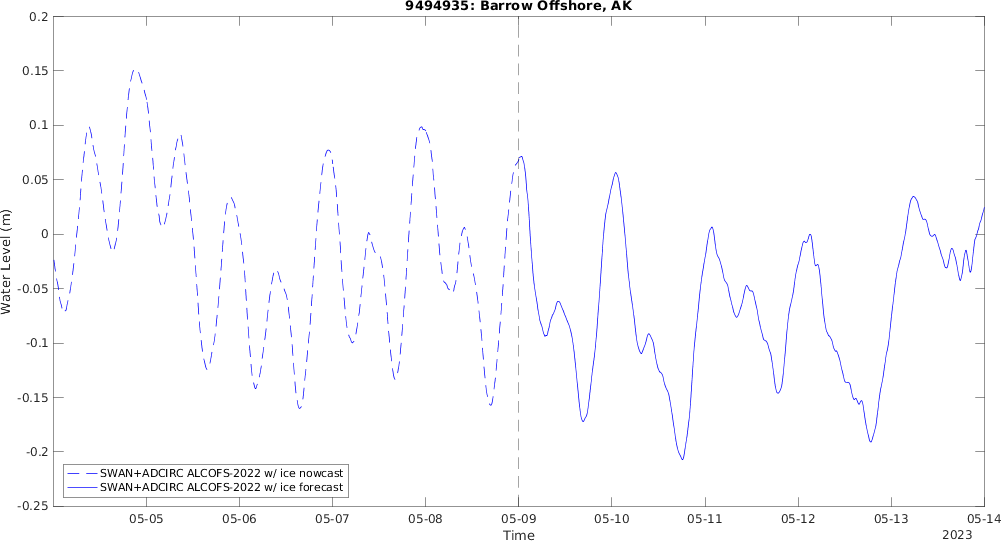 9494935: Barrow Offshore, AK
0.2
0.15
0.1
0.05
0
-0.05
-0.1
-0.15
-0.2
-0.25
Water Level (m)
SWAN+ADCIRC ALCOFS-2022 w/ ice nowcast
SWAN+ADCIRC ALCOFS-2022 w/ ice forecast
05-05 05-06 05-07 05-08 05-09 05-10 05-11 05-12 05-13 05-14
Time
2023